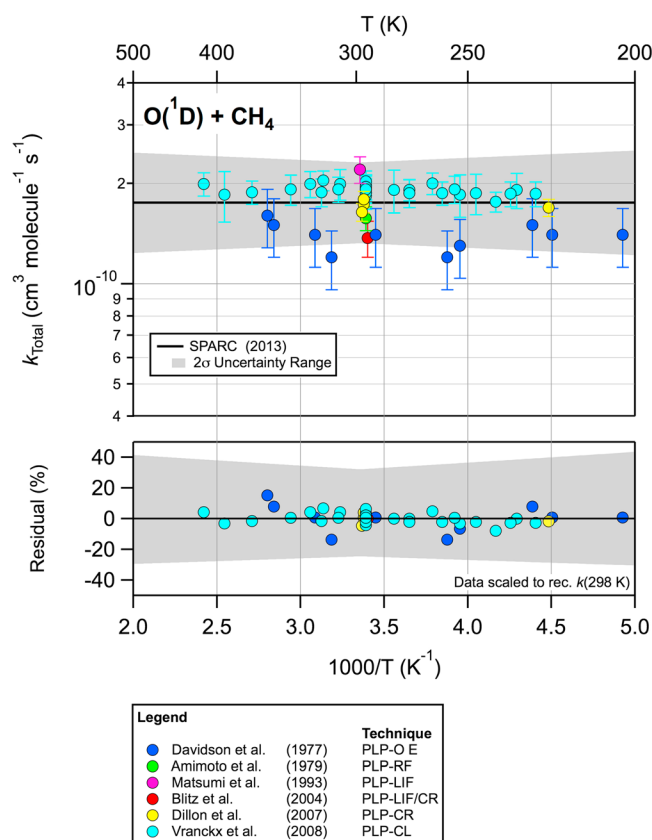 T (K)
500 400 300 250 200
O(¹D) + CH₄
k_Total (cm³ molecule⁻¹ s⁻¹)
4
3
2
10⁻¹⁰
9
8
7
6
5
4
SPARC (2013)
2σ Uncertainty Range
Residual (%)
40
20
0
-20
-40
Data scaled to rec. k(298 K)
2.0 2.5 3.0 3.5 4.0 4.5 5.0
1000/T (K⁻¹)
Legend
Technique
Davidson et al. (1977) PLP-O E
Amimoto et al. (1979) PLP-RF
Matsumi et al. (1993) PLP-LIF
Blitz et al. (2004) PLP-LIF/CR
Dillon et al. (2007) PLP-CR
Vranckx et al. (2008) PLP-CL